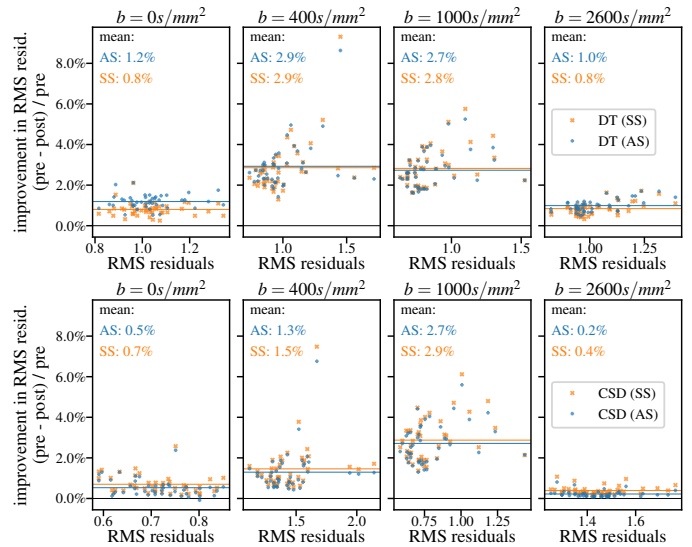 b = 0s/mm² b = 400s/mm² b = 1000s/mm² b = 2600s/mm²
improvement in RMS resid.
(pre - post) / pre
8.0%
6.0%
4.0%
2.0%
0.0%
mean:
AS: 1.2%
SS: 0.8%
mean:
AS: 2.9%
SS: 2.9%
mean:
AS: 2.7%
SS: 2.8%
mean:
AS: 1.0%
SS: 0.8%
DT (SS)
DT (AS)
0.8 1.0 1.2
1.0 1.5
1.0 1.5
1.00 1.25
RMS residuals RMS residuals RMS residuals RMS residuals
b = 0s/mm² b = 400s/mm² b = 1000s/mm² b = 2600s/mm²
improvement in RMS resid.
(pre - post) / pre
8.0%
6.0%
4.0%
2.0%
0.0%
mean:
AS: 0.5%
SS: 0.7%
mean:
AS: 1.3%
SS: 1.5%
mean:
AS: 2.7%
SS: 2.9%
mean:
AS: 0.2%
SS: 0.4%
CSD (SS)
CSD (AS)
0.6 0.7 0.8
1.5 2.0
0.75 1.00 1.25
1.4 1.6
RMS residuals RMS residuals RMS residuals RMS residuals